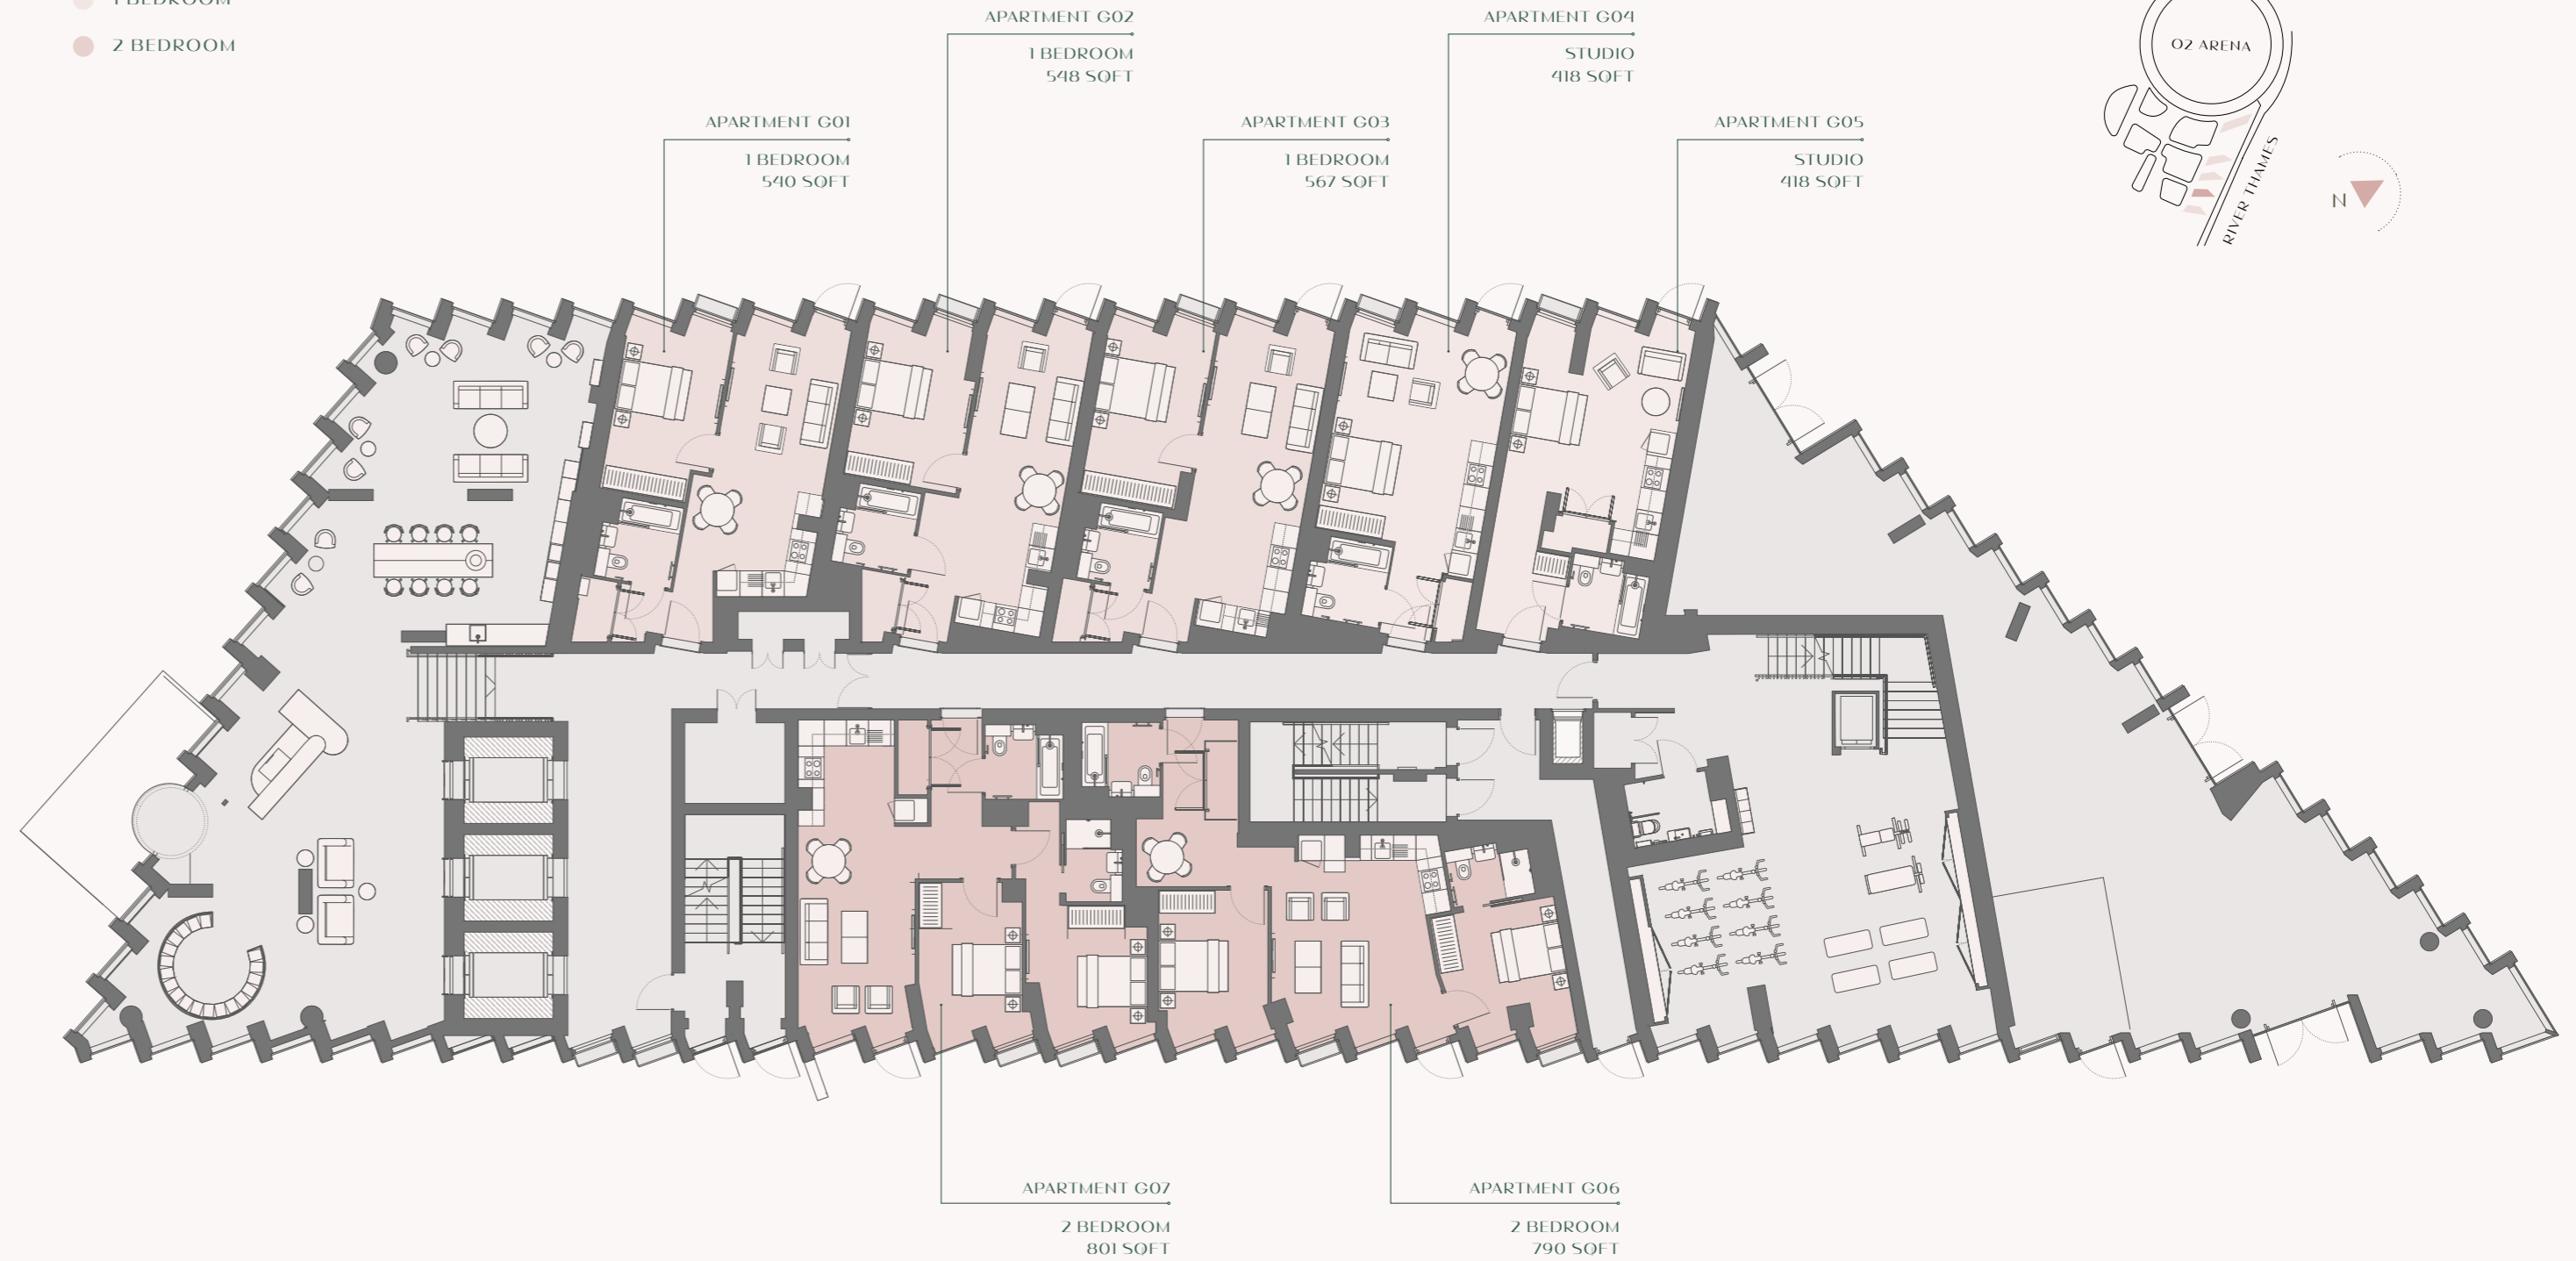 1 BEDROOM
2 BEDROOM
APARTMENT G01
1 BEDROOM
540 SQFT
APARTMENT G02
1 BEDROOM
548 SQFT
APARTMENT G03
1 BEDROOM
567 SQFT
APARTMENT G04
STUDIO
418 SQFT
APARTMENT G05
STUDIO
418 SQFT
O2 ARENA
RIVER THAMES
N
APARTMENT G07
2 BEDROOM
801 SQFT
APARTMENT G06
2 BEDROOM
790 SQFT